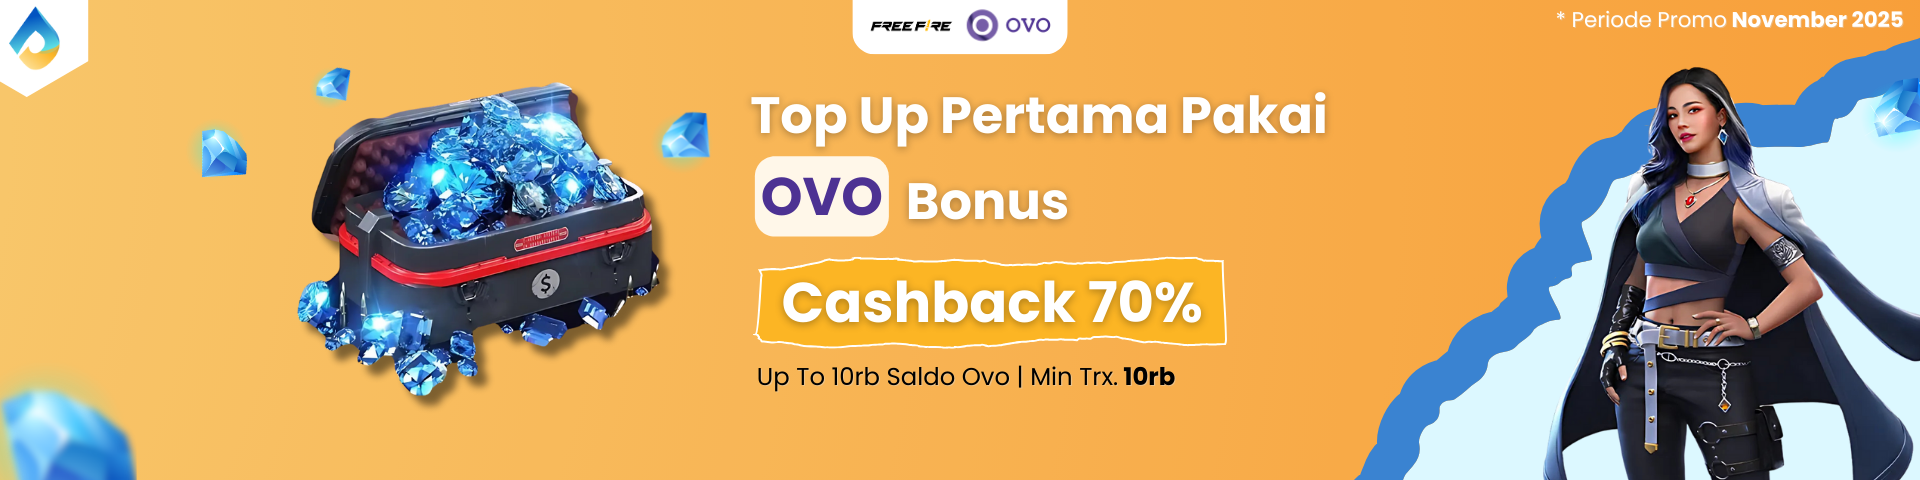 FREE FIRE OVO
* Periode Promo November 2025
Top Up Pertama Pakai
OVO Bonus
Cashback 70%
Up To 10rb Saldo Ovo | Min Trx. 10rb
$